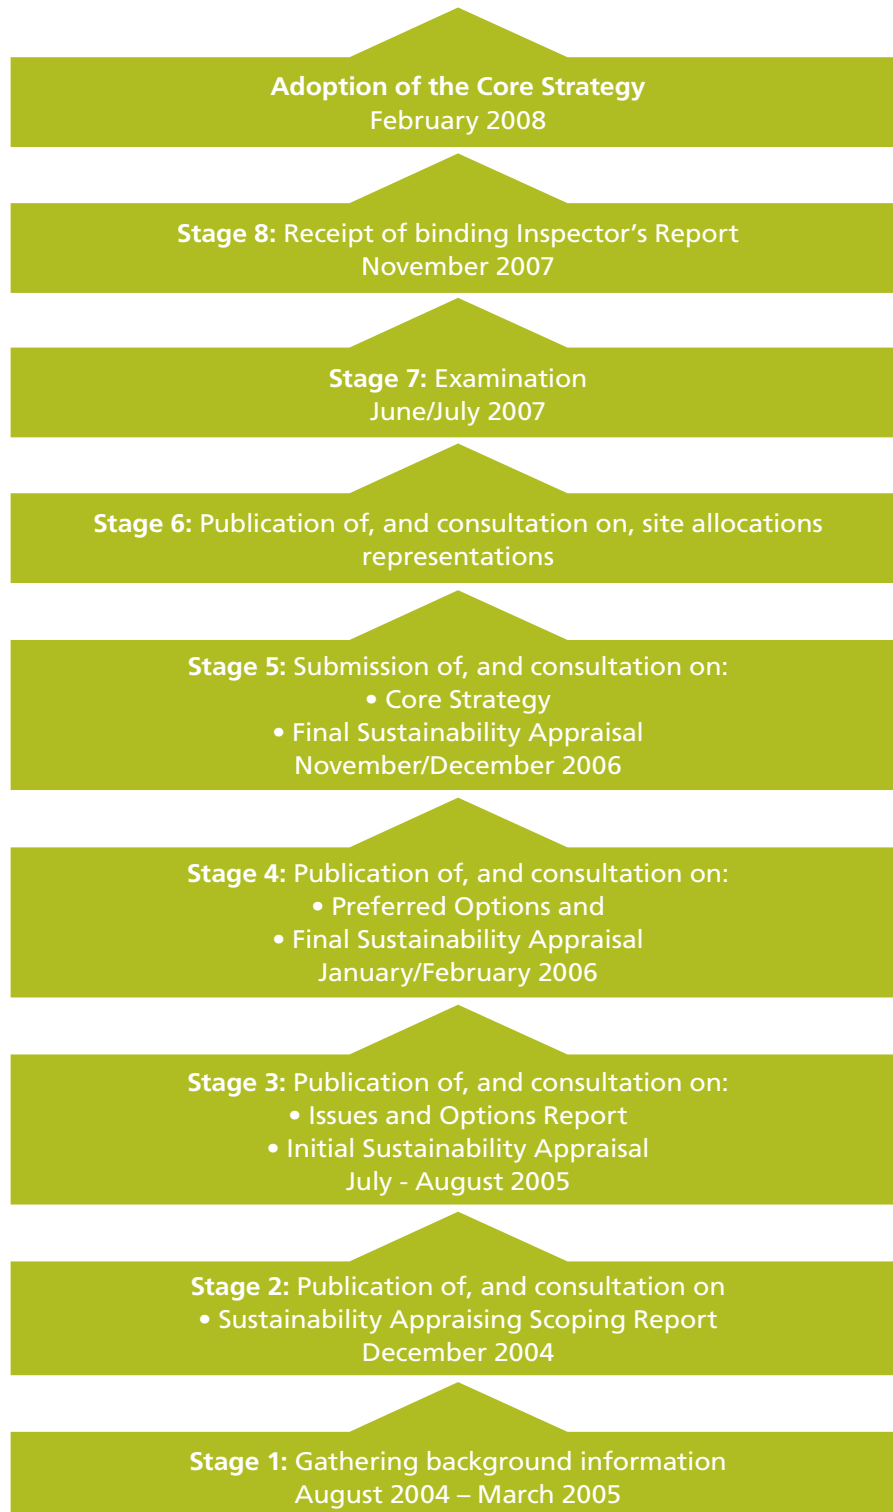 Adoption of the Core Strategy
February 2008
Stage 8: Receipt of binding Inspector’s Report
November 2007
Stage 7: Examination
June/July 2007
Stage 6: Publication of, and consultation on, site allocations
representations
Stage 5: Submission of, and consultation on:
• Core Strategy
• Final Sustainability Appraisal
November/December 2006
Stage 4: Publication of, and consultation on:
• Preferred Options and
• Final Sustainability Appraisal
January/February 2006
Stage 3: Publication of, and consultation on:
• Issues and Options Report
• Initial Sustainability Appraisal
July - August 2005
Stage 2: Publication of, and consultation on
• Sustainability Appraising Scoping Report
December 2004
Stage 1: Gathering background information
August 2004 – March 2005